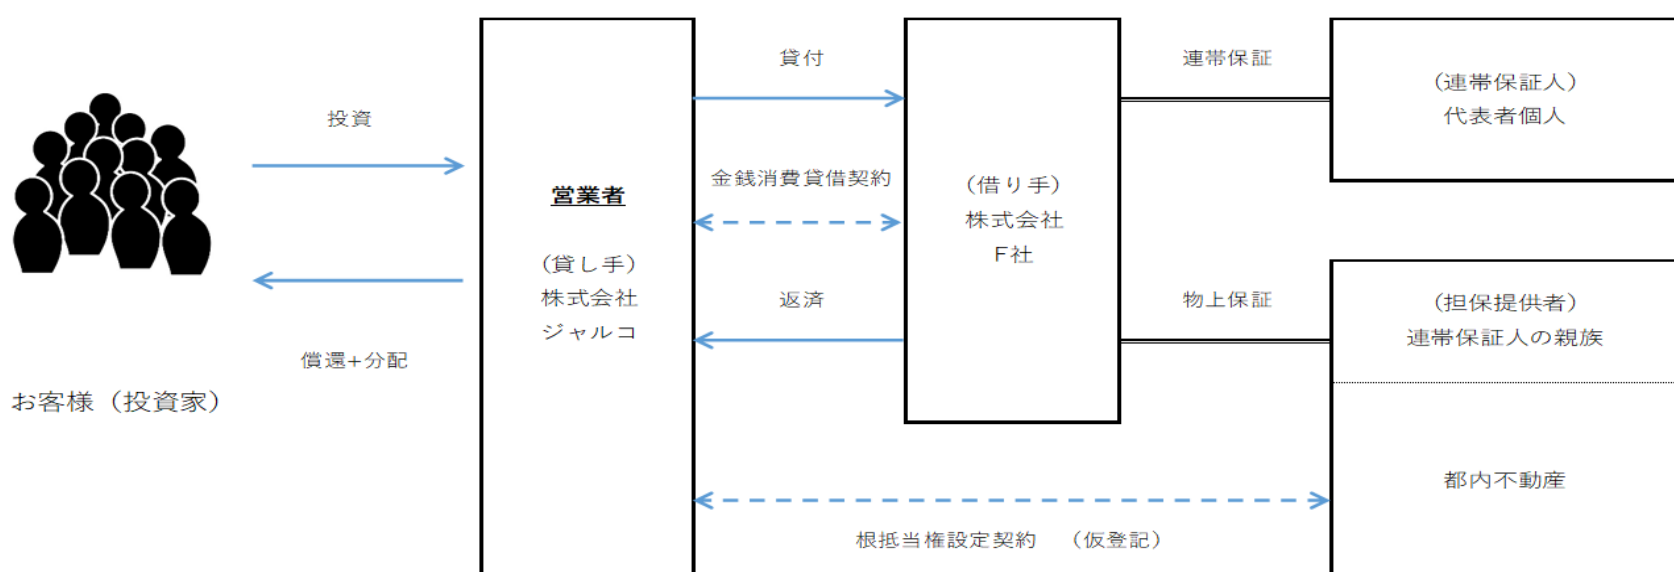 投資
償還+分配
お客様（投資家）
営業者
(貸し手)
株式会社
ジャルコ
貸付
金銭消費貸借契約
返済
(借り手)
株式会社
F社
連帯保証
物上保証
(連帯保証人)
代表者個人
(担保提供者)
連帯保証人の親族
都内不動産
根抵当権設定契約　（仮登記）